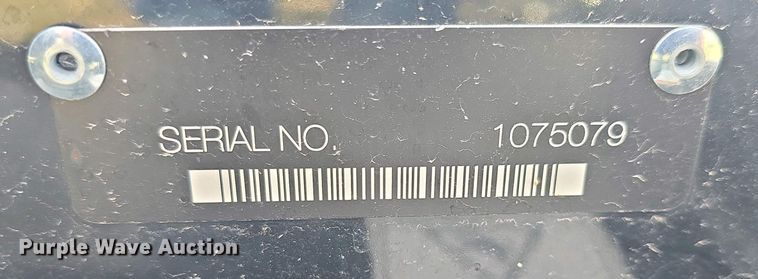 SERIAL NO. 1075079
Purple Wave Auction